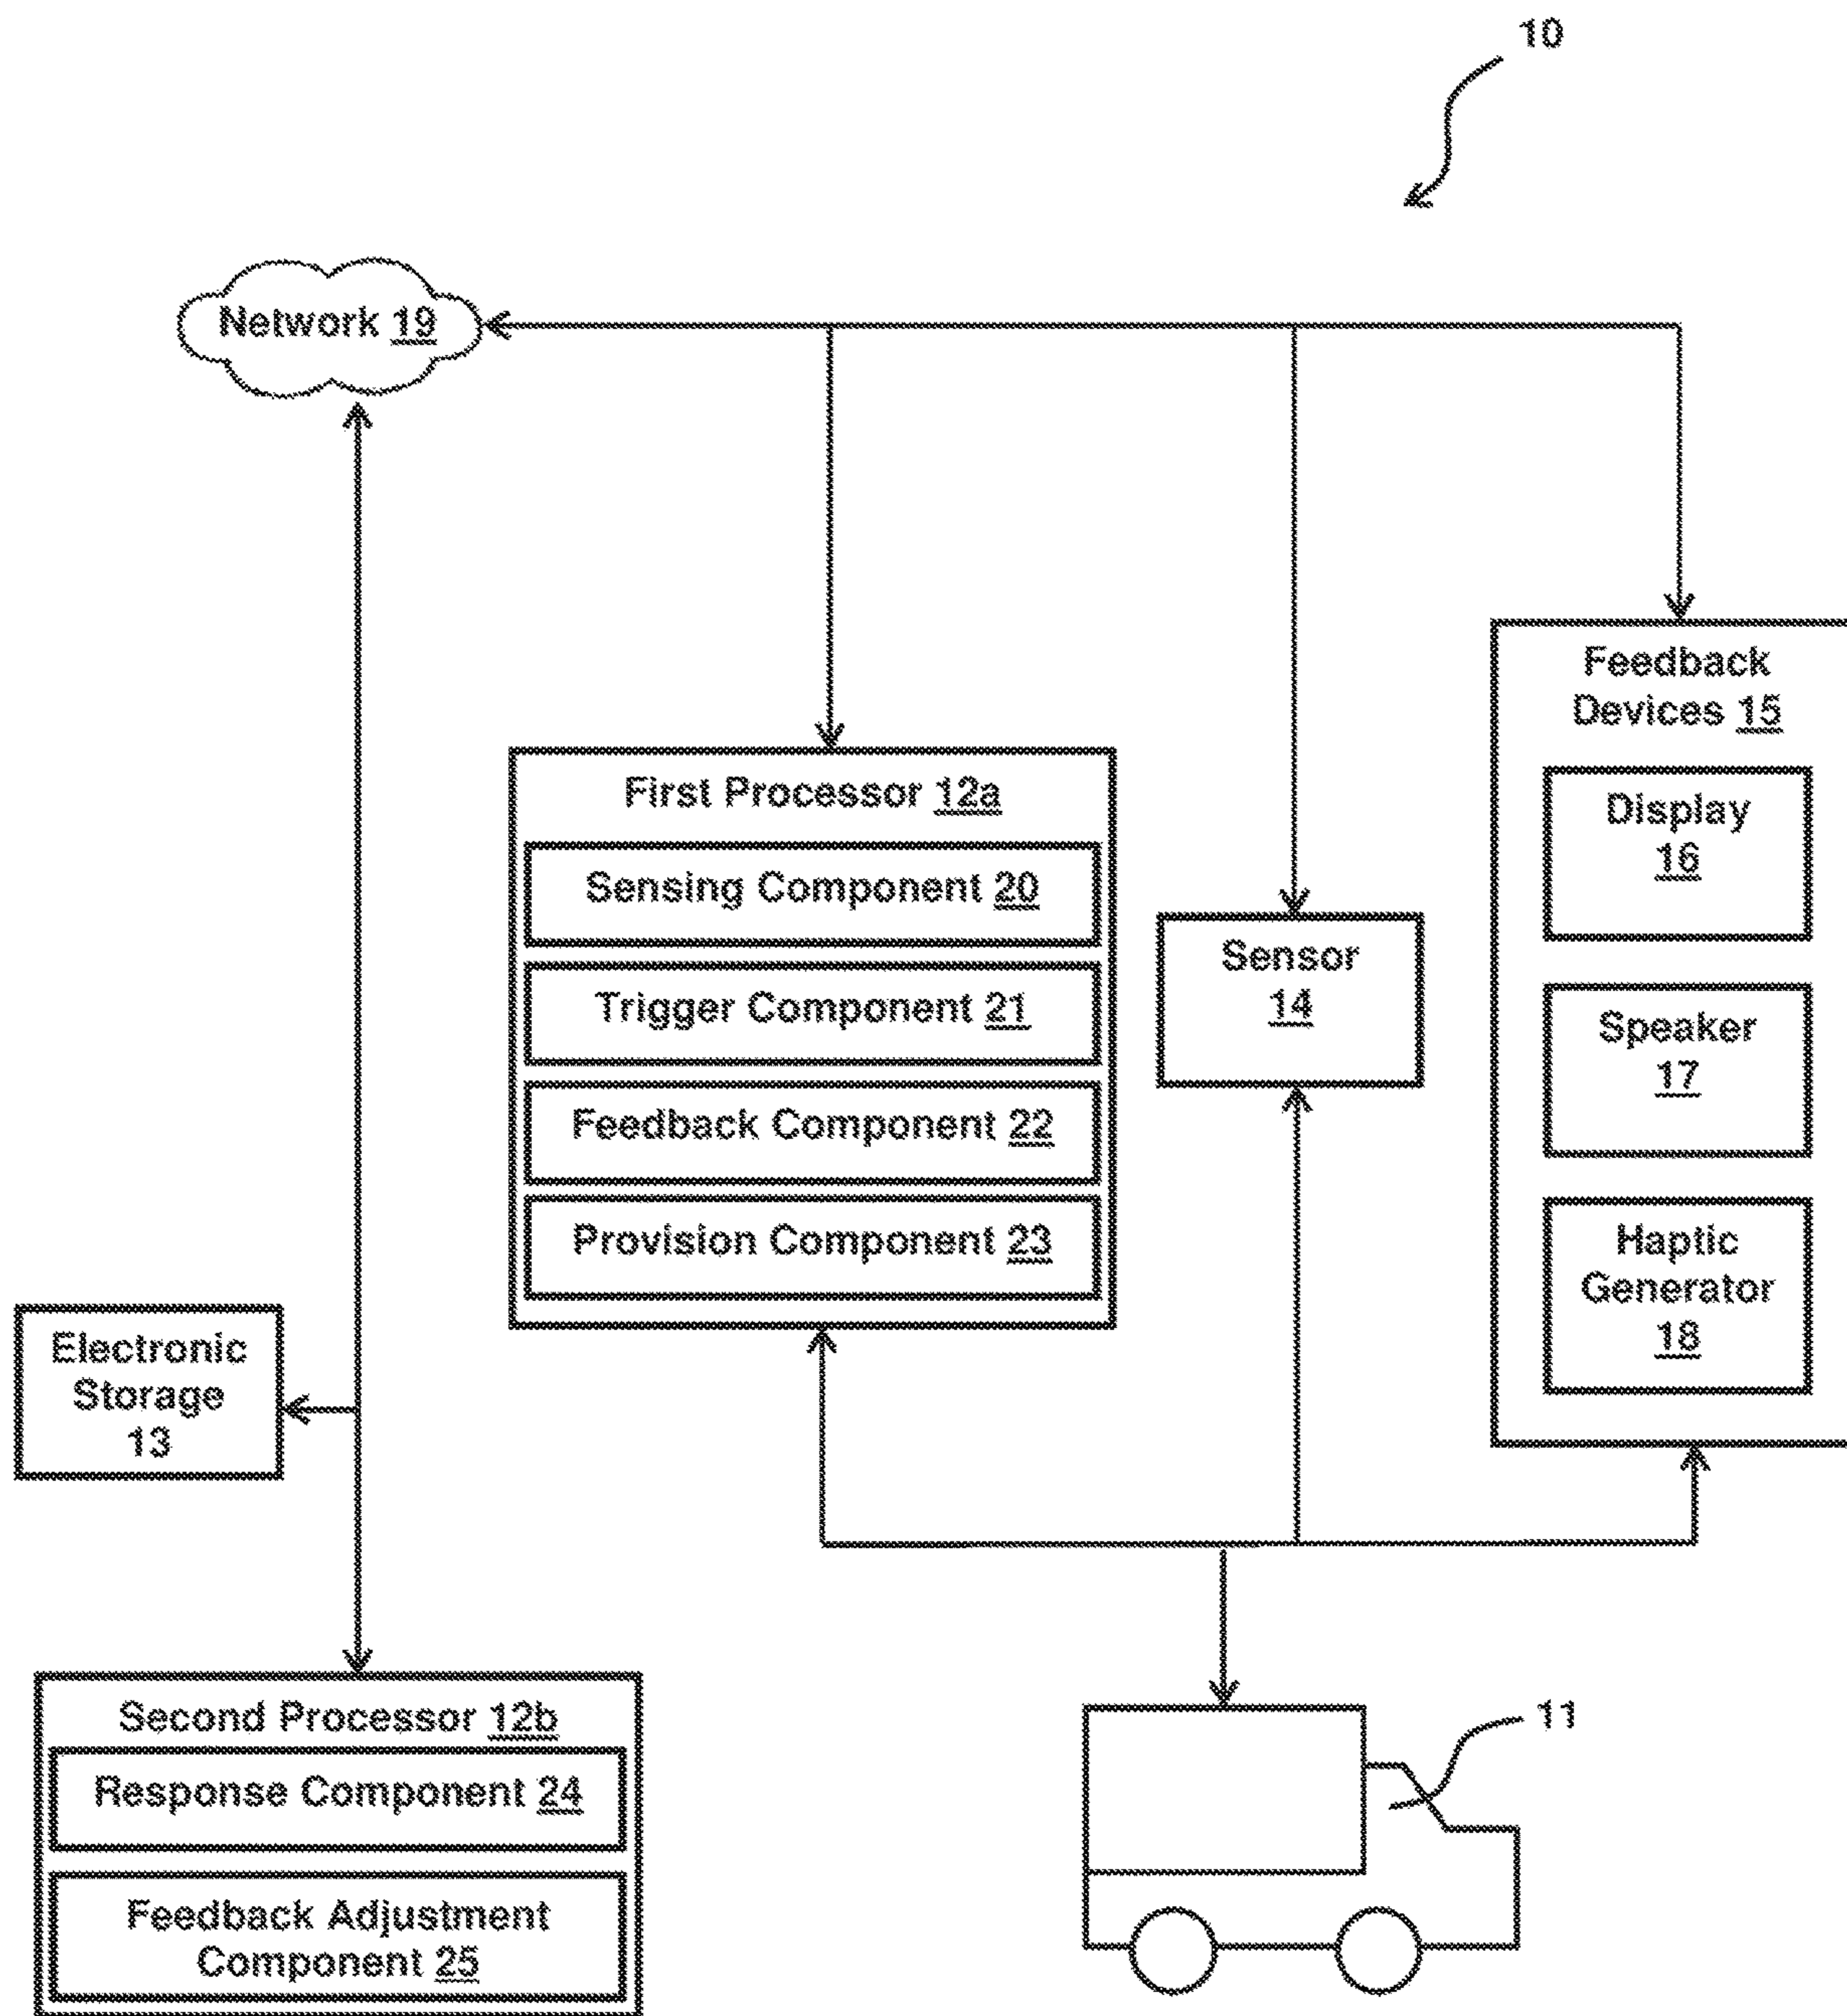 10
Network 19
First Processor 12a
Sensing Component 20
Trigger Component 21
Feedback Component 22
Provision Component 23
Sensor
14
Feedback
Devices 15
Display
16
Speaker
17
Haptic
Generator
18
Electronic
Storage
13
Second Processor 12b
Response Component 24
Feedback Adjustment
Component 25
11